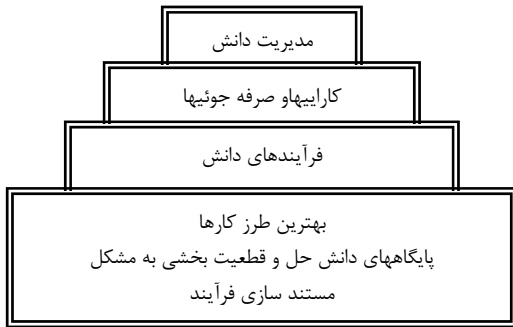 مدیریت دانش
کاراییهاو صرفه جوئیها
فرآیندهای دانش
بهترین طرز کارها
پایگاههای دانش حل و قطعیت بخشی به مشکل
مستند سازی فرآیند